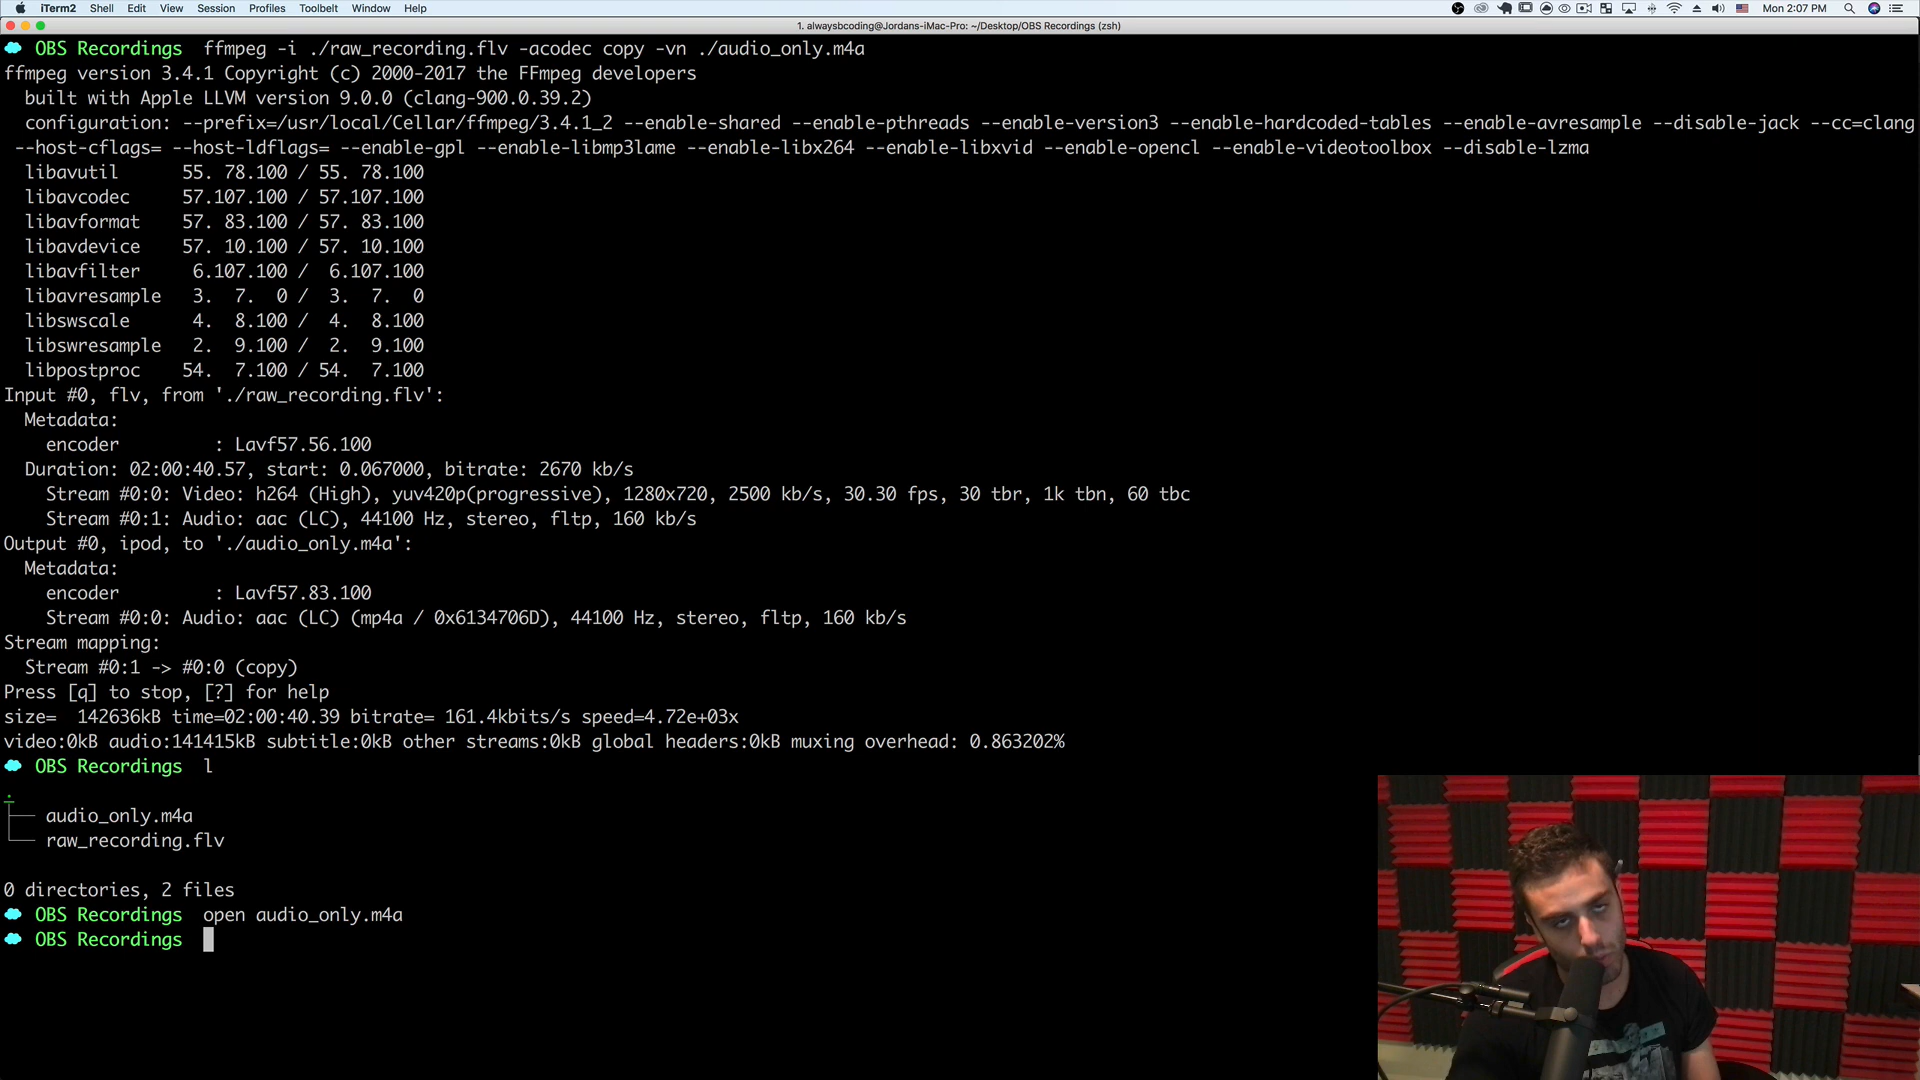 iTerm2 Shell Edit View Session Profiles Toolbelt Window Help Mon 2:07 PM
1. alwaysbcoding@Jordans-iMac-Pro: ~/Desktop/OBS Recordings (zsh)
OBS Recordings ffmpeg -i ./raw_recording.flv -acodec copy -vn ./audio_only.m4a
ffmpeg version 3.4.1 Copyright (c) 2000-2017 the FFmpeg developers
built with Apple LLVM version 9.0.0 (clang-900.0.39.2)
configuration: --prefix=/usr/local/Cellar/ffmpeg/3.4.1_2 --enable-shared --enable-pthreads --enable-version3 --enable-hardcoded-tables --enable-avresample --disable-jack --cc=clang
--host-cflags= --host-ldflags= --enable-gpl --enable-libmp3lame --enable-libx264 --enable-libxvid --enable-opencl --enable-videotoolbox --disable-lzma
libavutil 55. 78.100 / 55. 78.100
libavcodec 57.107.100 / 57.107.100
libavformat 57. 83.100 / 57. 83.100
libavdevice 57. 10.100 / 57. 10.100
libavfilter 6.107.100 / 6.107.100
libavresample 3. 7. 0 / 3. 7. 0
libswscale 4. 8.100 / 4. 8.100
libswresample 2. 9.100 / 2. 9.100
libpostproc 54. 7.100 / 54. 7.100
Input #0, flv, from './raw_recording.flv':
Metadata:
encoder : Lavf57.56.100
Duration: 02:00:40.57, start: 0.067000, bitrate: 2670 kb/s
Stream #0:0: Video: h264 (High), yuv420p(progressive), 1280x720, 2500 kb/s, 30.30 fps, 30 tbr, 1k tbn, 60 tbc
Stream #0:1: Audio: aac (LC), 44100 Hz, stereo, fltp, 160 kb/s
Output #0, ipod, to './audio_only.m4a':
Metadata:
encoder : Lavf57.83.100
Stream #0:0: Audio: aac (LC) (mp4a / 0x6134706D), 44100 Hz, stereo, fltp, 160 kb/s
Stream mapping:
Stream #0:1 -> #0:0 (copy)
Press [q] to stop, [?] for help
size= 142636kB time=02:00:40.39 bitrate= 161.4kbits/s speed=4.72e+03x
video:0kB audio:141415kB subtitle:0kB other streams:0kB global headers:0kB muxing overhead: 0.863202%
OBS Recordings l
.
├── audio_only.m4a
└── raw_recording.flv
0 directories, 2 files
OBS Recordings open audio_only.m4a
OBS Recordings